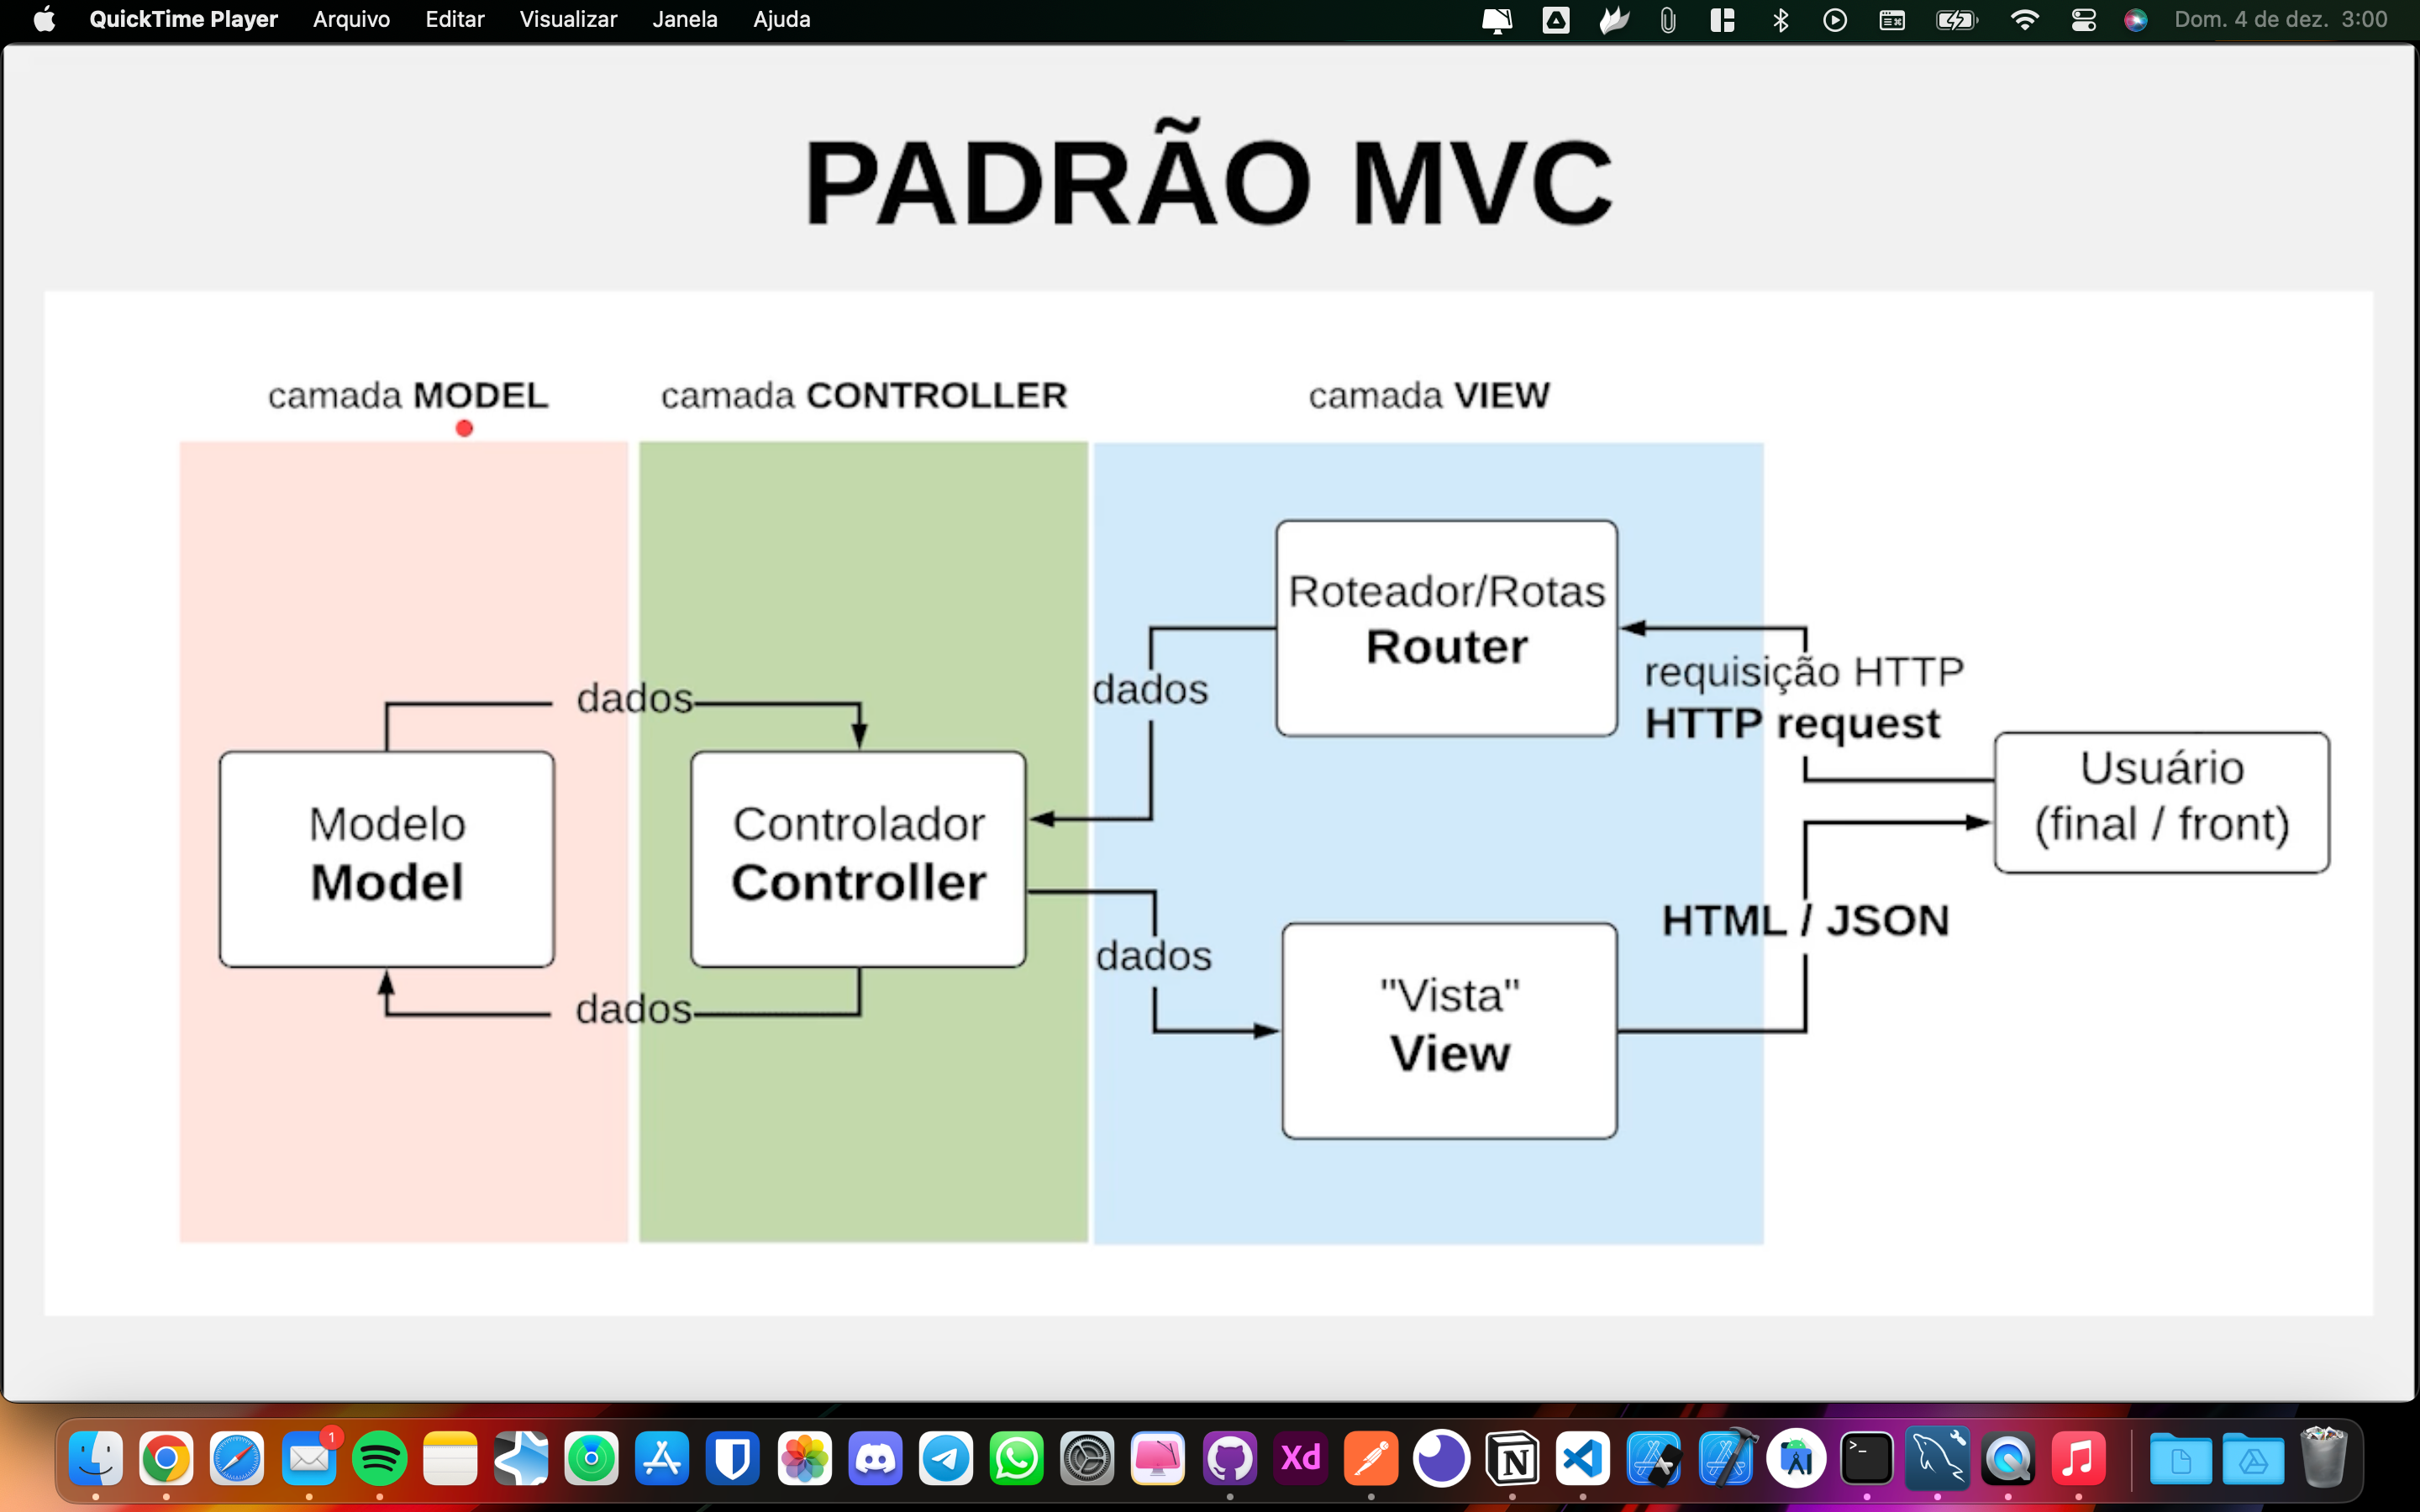 QuickTime Player Arquivo Editar Visualizar Janela Ajuda Dom. 4 de dez. 3:00
PADRÃO MVC
camada MODEL
camada CONTROLLER
camada VIEW
Roteador/Rotas
Router
requisição HTTP
HTTP request
dados
dados
Usuário
(final / front)
Modelo
Model
Controlador
Controller
HTML / JSON
dados
dados
"Vista"
View
1
Xd
N
>_